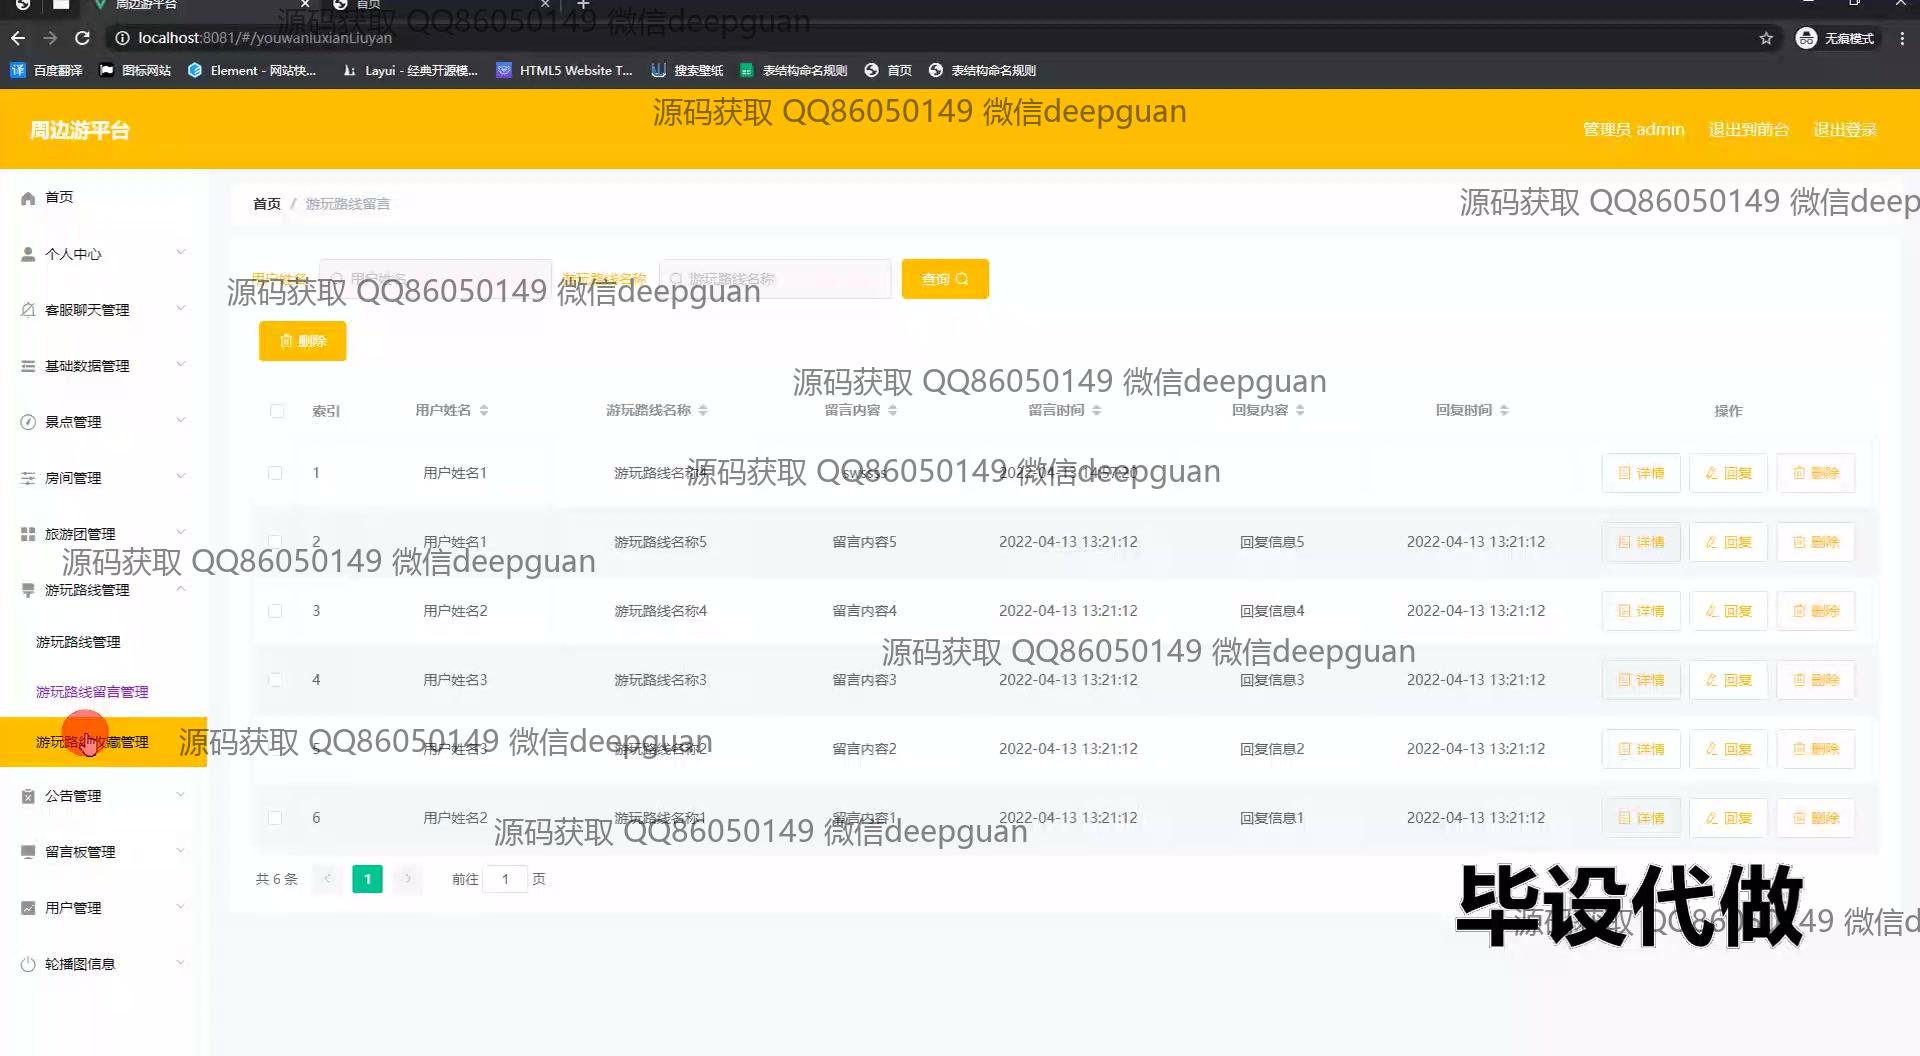 周边游平台
首页
localhost:8081/#/youwanluxianLiuyan
无痕模式
百度翻译
图标网站
Element - 网站快...
Layui - 经典开源模...
HTML5 Website T...
搜索壁纸
表结构命名规则
首页
表结构命名规则
源码获取 QQ86050149 微信deepguan
源码获取 QQ86050149 微信deepguan
周边游平台
管理员 admin
退出到前台
退出登录
首页
首页 / 游玩路线留言
源码获取 QQ86050149 微信deep
个人中心
用户姓名
用户姓名
游玩路线名称
游玩路线名称
查询
源码获取 QQ86050149 微信deepguan
客服聊天管理
删除
基础数据管理
源码获取 QQ86050149 微信deepguan
索引 用户姓名 游玩路线名称 留言内容 留言时间 回复内容 回复时间 操作
景点管理
1 用户姓名1 游玩路线名称 详情 回复 删除
源码获取 QQ86050149 微信deepguan
房间管理
旅游团管理
2 用户姓名1 游玩路线名称5 留言内容5 2022-04-13 13:21:12 回复信息5 2022-04-13 13:21:12 详情 回复 删除
源码获取 QQ86050149 微信deepguan
游玩路线管理
3 用户姓名2 游玩路线名称4 留言内容4 2022-04-13 13:21:12 回复信息4 2022-04-13 13:21:12 详情 回复 删除
游玩路线管理
源码获取 QQ86050149 微信deepguan
4 用户姓名3 游玩路线名称3 留言内容3 2022-04-13 13:21:12 回复信息3 2022-04-13 13:21:12 详情 回复 删除
游玩路线留言管理
游玩路线收藏管理
源码获取 QQ86050149 微信deepguan
5 用户姓名3 游玩路线名称2 留言内容2 2022-04-13 13:21:12 回复信息2 2022-04-13 13:21:12 详情 回复 删除
公告管理
6 用户姓名2 游玩路线名称1 留言内容1 2022-04-13 13:21:12 回复信息1 2022-04-13 13:21:12 详情 回复 删除
源码获取 QQ86050149 微信deepguan
留言板管理
共 6 条 1 前往 1 页
用户管理
毕设代做
源码获取 QQ86050149 微信d
轮播图信息